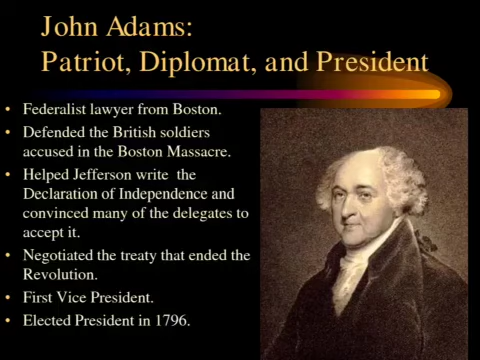 John Adams:
Patriot, Diplomat, and President
• Federalist lawyer from Boston.
• Defended the British soldiers
accused in the Boston Massacre.
• Helped Jefferson write the
Declaration of Independence and
convinced many of the delegates to
accept it.
• Negotiated the treaty that ended the
Revolution.
• First Vice President.
• Elected President in 1796.